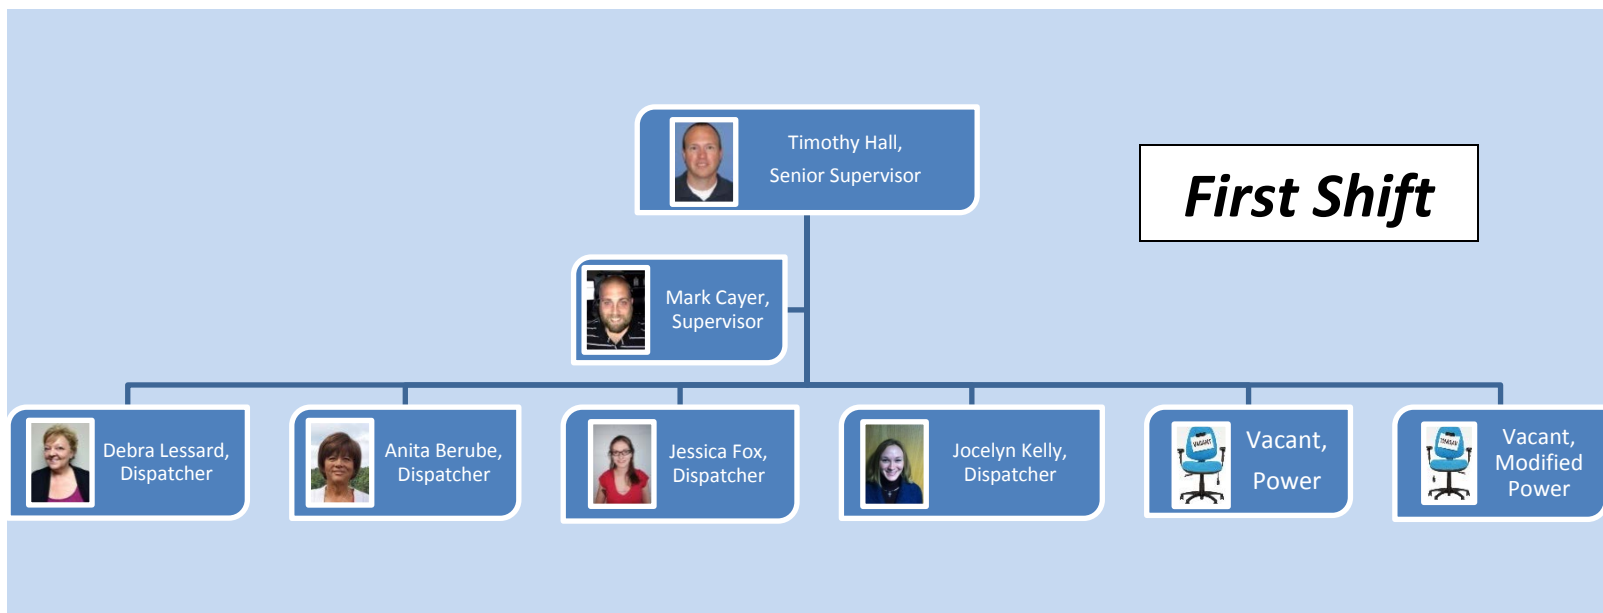 Timothy Hall,
Senior Supervisor
First Shift
Mark Cayer,
Supervisor
Debra Lessard,
Dispatcher
Anita Berube,
Dispatcher
Jessica Fox,
Dispatcher
Jocelyn Kelly,
Dispatcher
VACANT
Vacant,
Power
Vacant,
Modified
Power